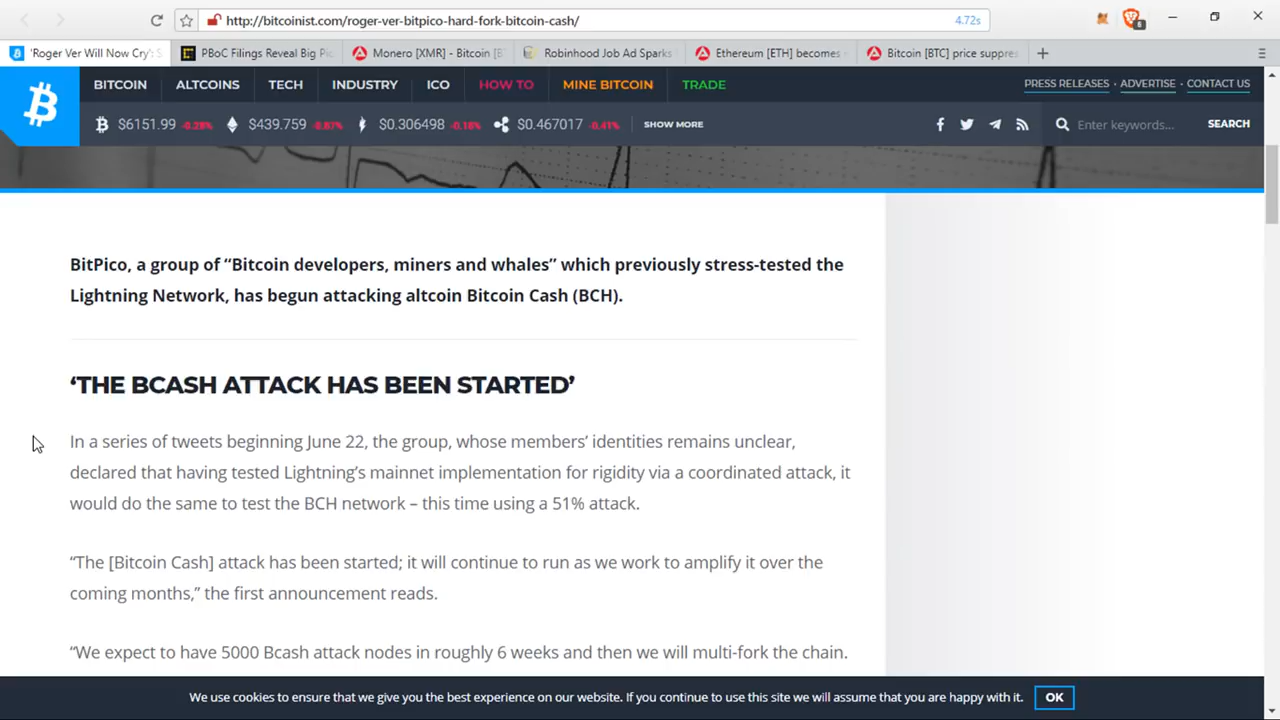 http://bitcoinist.com/roger-ver-bitpico-hard-fork-bitcoin-cash/ 4.72s 6
'Roger Ver Will Now Cry': S PBoC Filings Reveal Big Pic Monero [XMR] - Bitcoin [B Robinhood Job Ad Sparks Ethereum [ETH] becomes Bitcoin [BTC] price suppres
BITCOIN ALTCOINS TECH INDUSTRY ICO HOW TO MINE BITCOIN TRADE PRESS RELEASES · ADVERTISE · CONTACT US
$6151.99 -0.28% $439.759 -0.87% $0.306498 -0.18% $0.467017 -0.41% SHOW MORE Enter keywords... SEARCH
BitPico, a group of “Bitcoin developers, miners and whales” which previously stress-tested the
Lightning Network, has begun attacking altcoin Bitcoin Cash (BCH).
‘THE BCASH ATTACK HAS BEEN STARTED’
In a series of tweets beginning June 22, the group, whose members’ identities remains unclear,
declared that having tested Lightning’s mainnet implementation for rigidity via a coordinated attack, it
would do the same to test the BCH network – this time using a 51% attack.
“The [Bitcoin Cash] attack has been started; it will continue to run as we work to amplify it over the
coming months,” the first announcement reads.
“We expect to have 5000 Bcash attack nodes in roughly 6 weeks and then we will multi-fork the chain.
We use cookies to ensure that we give you the best experience on our website. If you continue to use this site we will assume that you are happy with it. OK